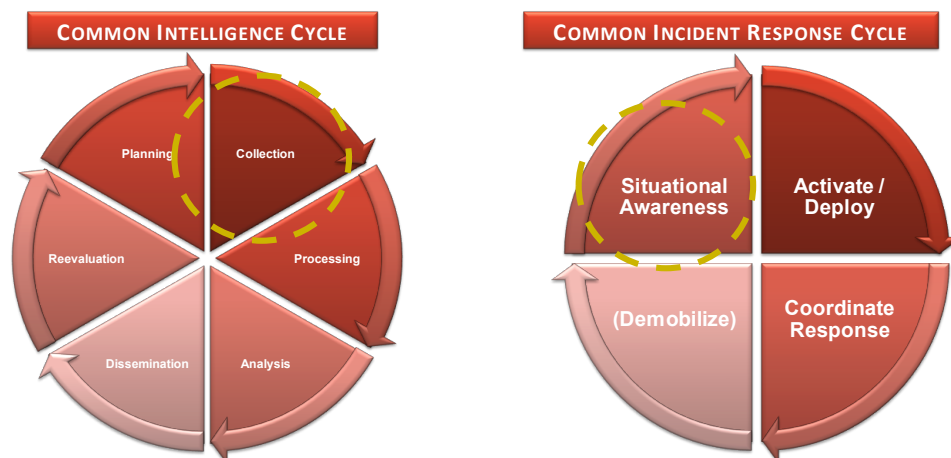 COMMON INTELLIGENCE CYCLE
Planning
Collection
Reevaluation
Processing
Dissemination
Analysis
COMMON INCIDENT RESPONSE CYCLE
Situational
Awareness
Activate /
Deploy
(Demobilize)
Coordinate
Response